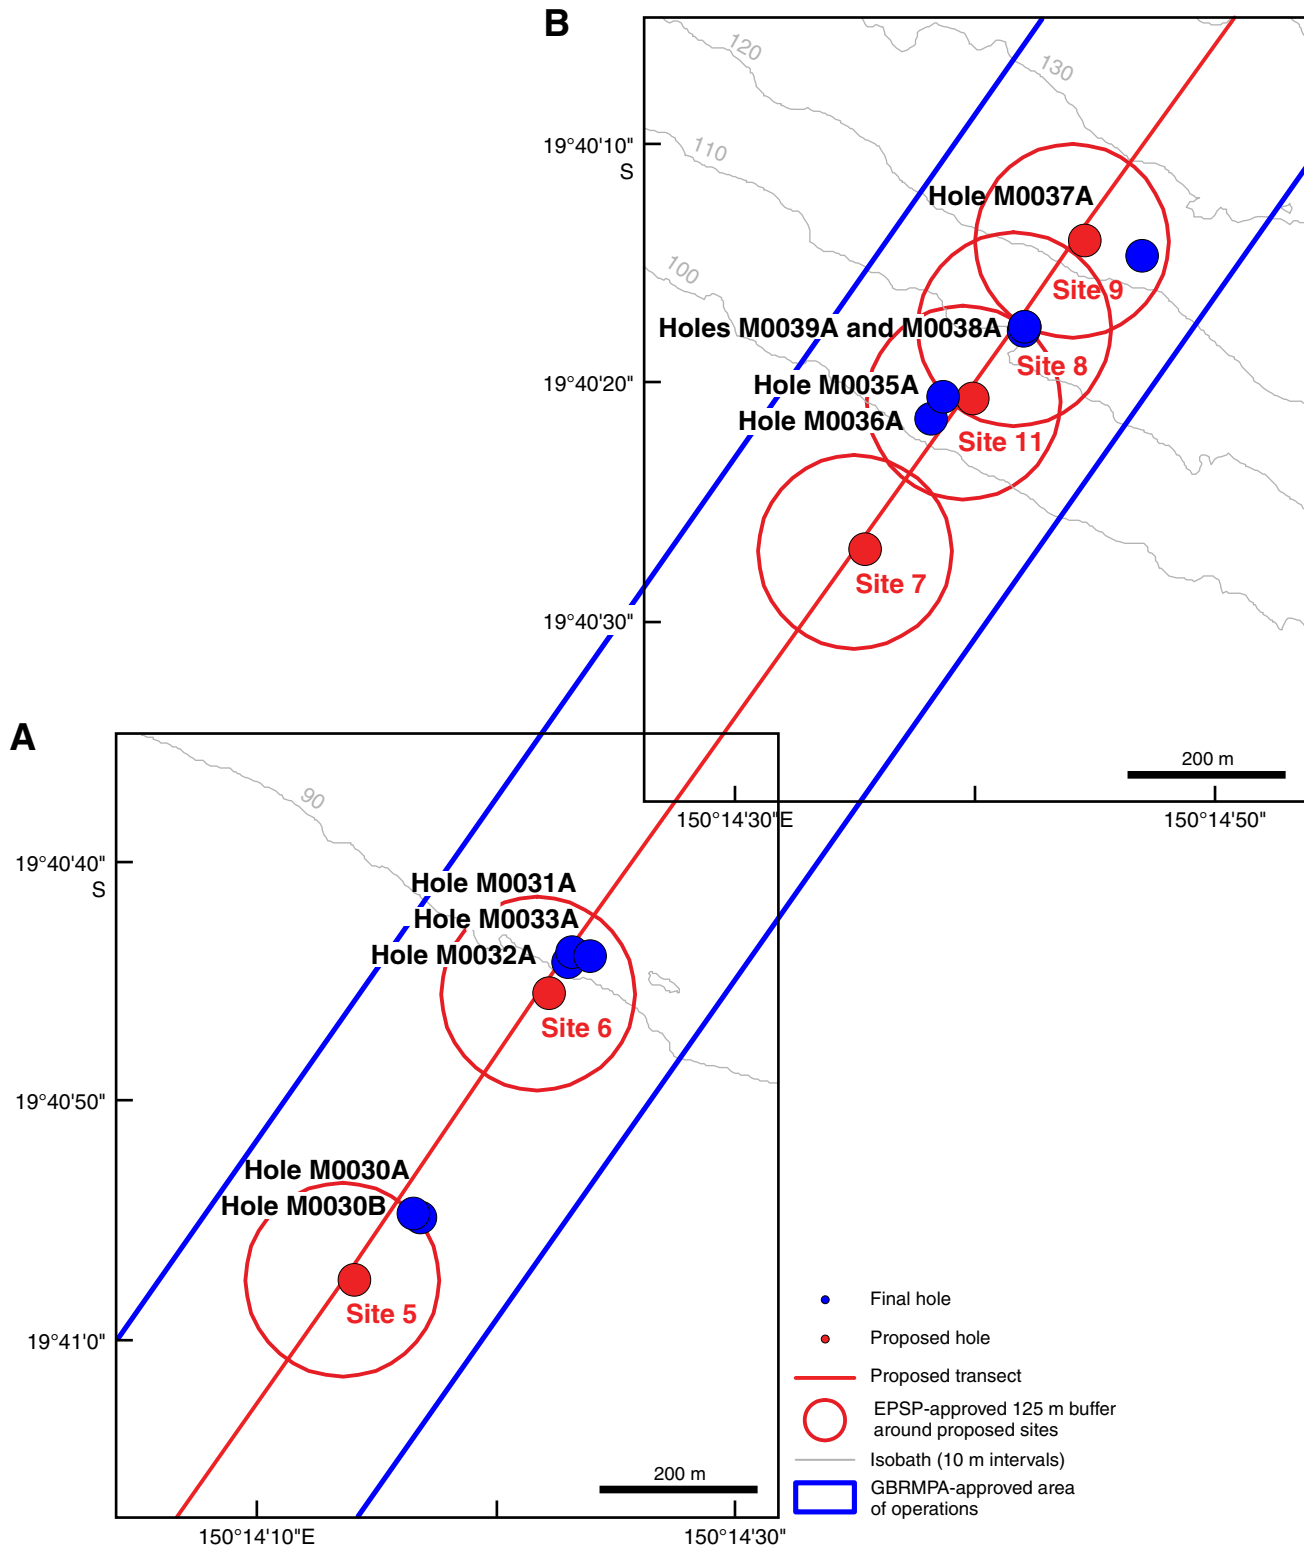 B
120
130
19°40'10"
S
110
Hole M0037A
100
Site 9
Holes M0039A and M0038A
Site 8
19°40'20"
Hole M0035A
Hole M0036A
Site 11
Site 7
19°40'30"
200 m
150°14'30"E
150°14'50"
A
90
19°40'40"
S
Hole M0031A
Hole M0033A
Hole M0032A
Site 6
19°40'50"
Hole M0030A
Hole M0030B
Site 5
19°41'0"
200 m
150°14'10"E
150°14'30"
Final hole
Proposed hole
Proposed transect
EPSP-approved 125 m buffer
around proposed sites
Isobath (10 m intervals)
GBRMPA-approved area
of operations